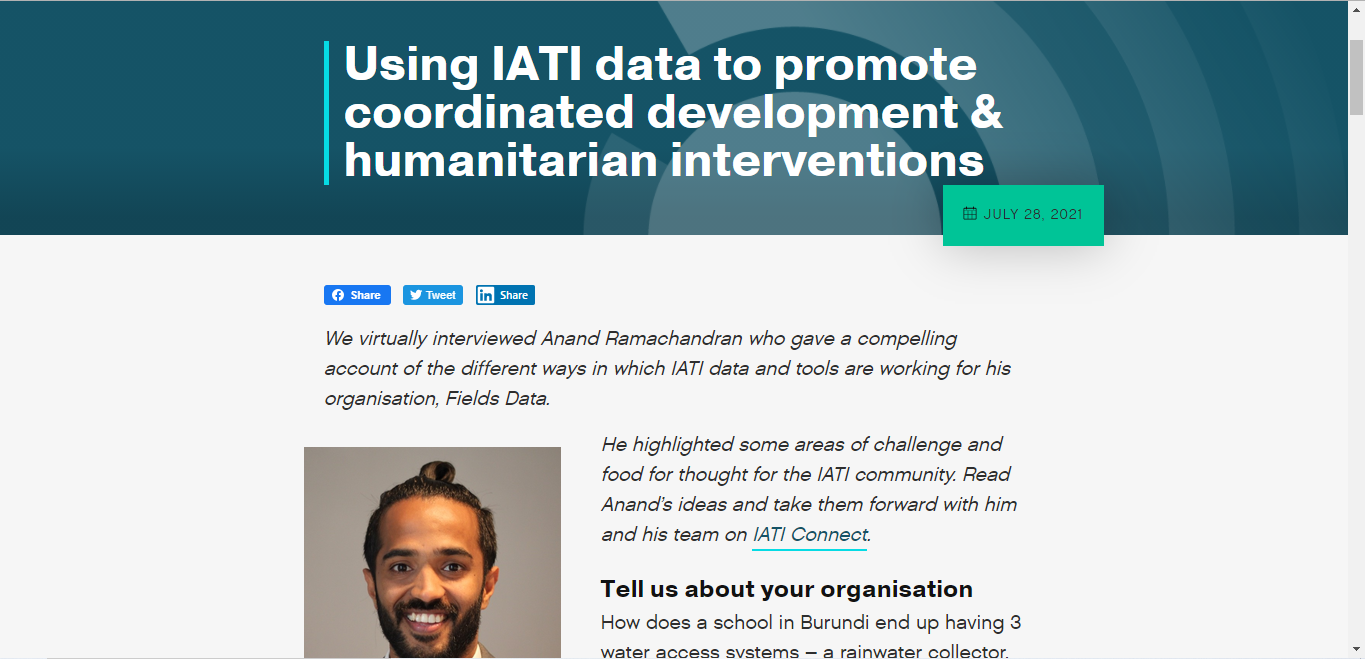 Using IATI data to promote
coordinated development &
humanitarian interventions
JULY 28, 2021
Share
Tweet
Share
We virtually interviewed Anand Ramachandran who gave a compelling
account of the different ways in which IATI data and tools are working for his
organisation, Fields Data.
He highlighted some areas of challenge and
food for thought for the IATI community. Read
Anand's ideas and take them forward with him
and his team on IATI Connect.
Tell us about your organisation
How does a school in Burundi end up having 3
water access systems – a rainwater collector,